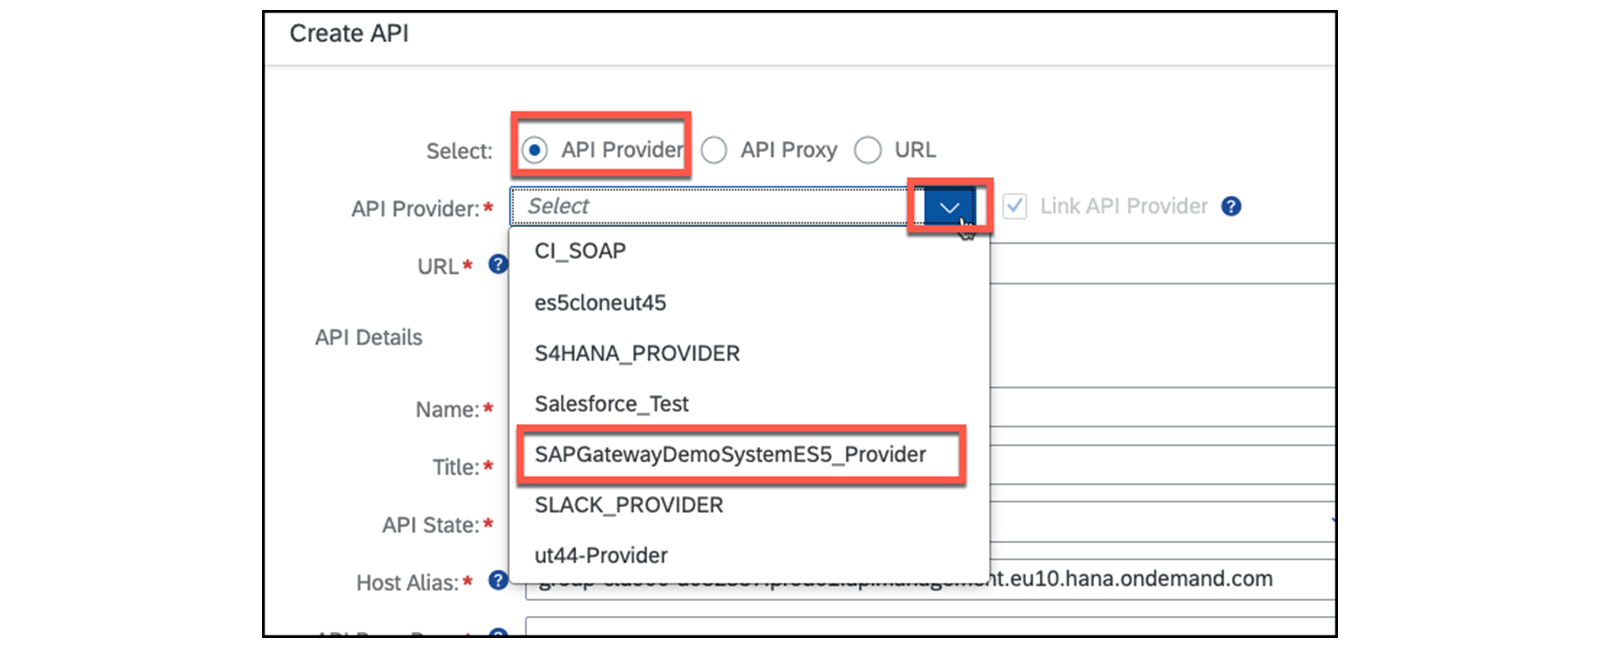 Create API
Select: API Provider API Proxy URL
API Provider:* Select Link API Provider ?
CI_SOAP
URL* ?
es5cloneut45
API Details
S4HANA_PROVIDER
Salesforce_Test
Name:*
SAPGatewayDemoSystemES5_Provider
Title:*
SLACK_PROVIDER
API State:*
ut44-Provider
Host Alias:* ? .eu10.hana.ondemand.com